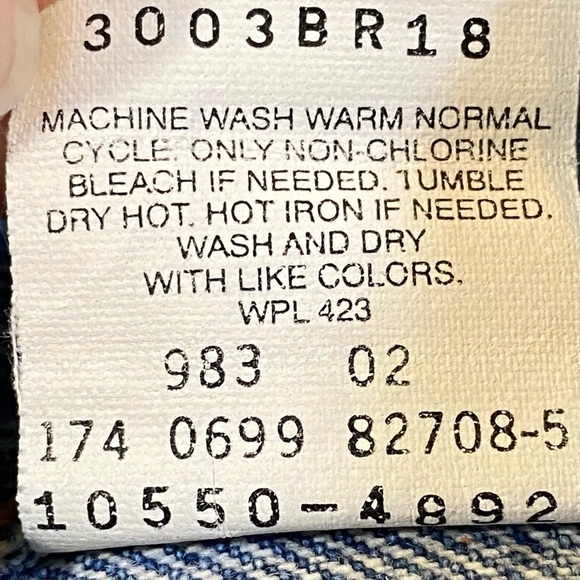 3003BR18
MACHINE WASH WARM NORMAL
CYCLE. ONLY NON-CHLORINE
BLEACH IF NEEDED. TUMBLE
DRY HOT. HOT IRON IF NEEDED.
WASH AND DRY
WITH LIKE COLORS.
WPL 423
983 02
174 0699 82708-5
10550-4892